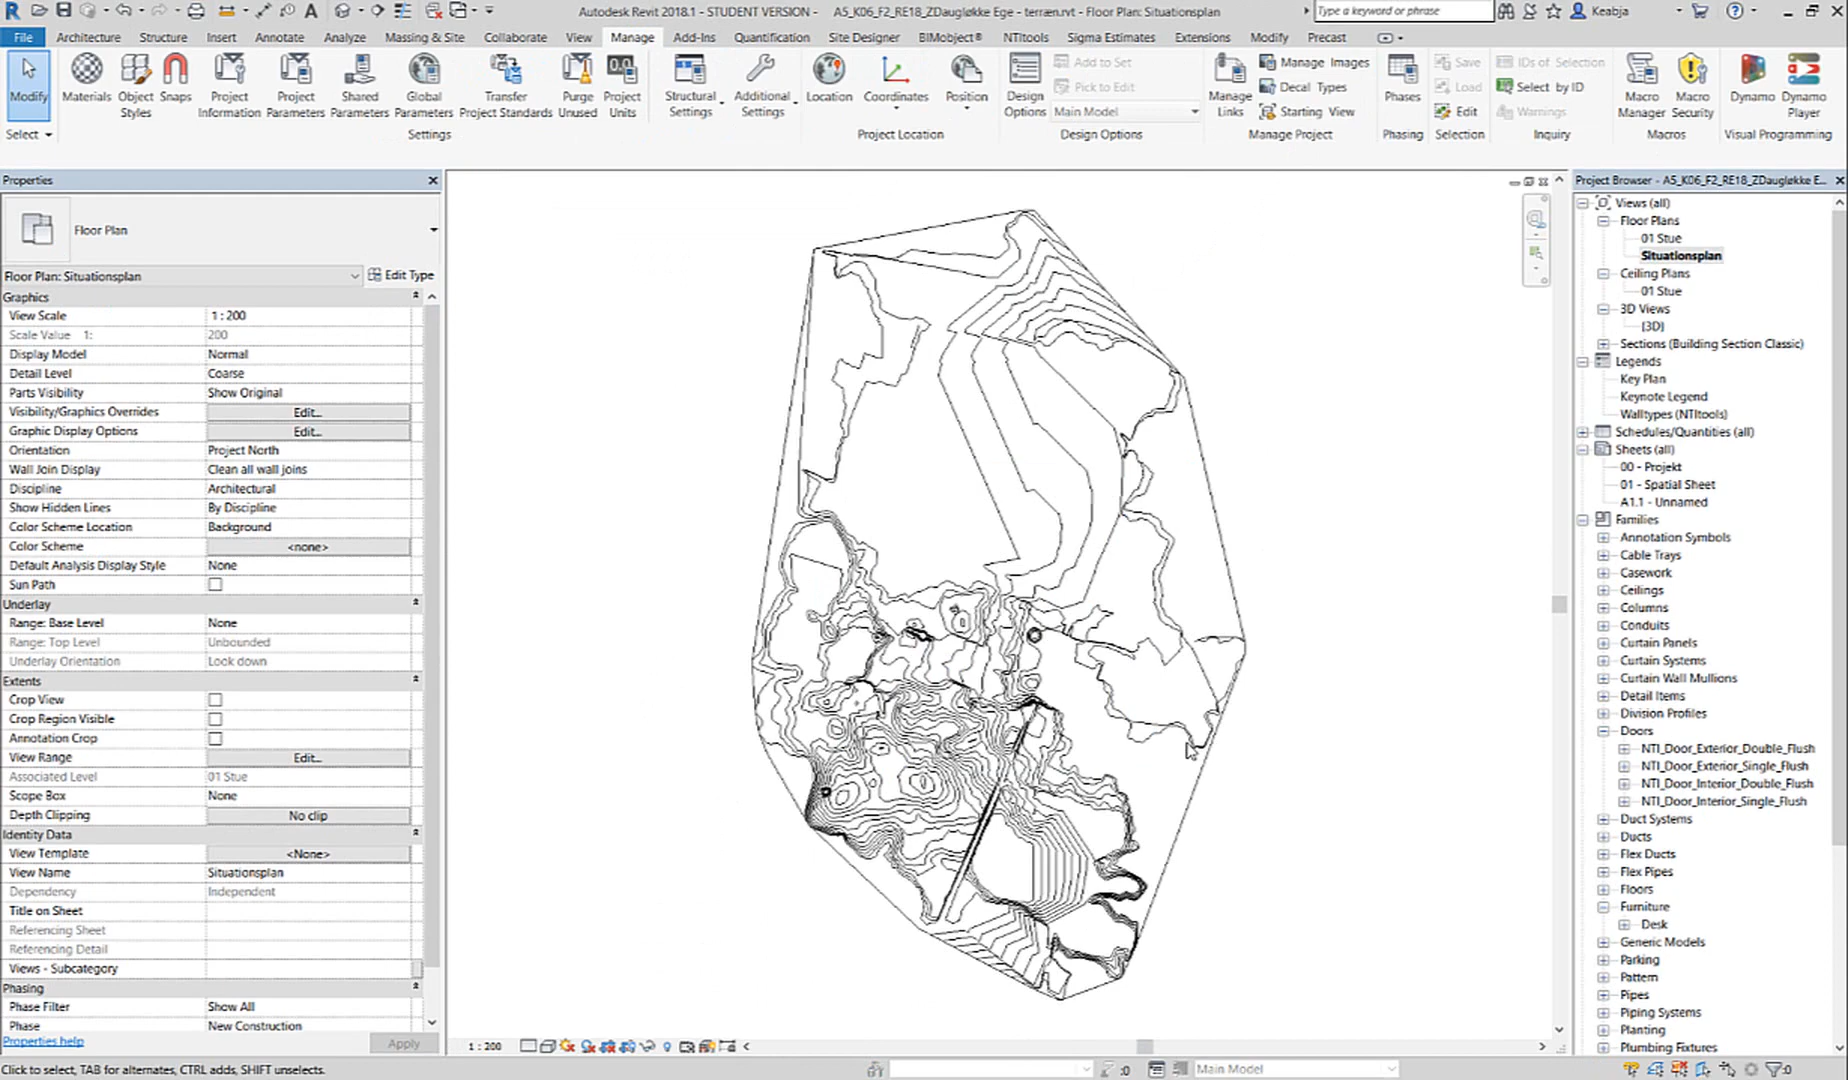 Autodesk Revit 2018.1 - STUDENT VERSION - A5_K06_F2_RE18_ZDaugløkke Ege - terræn.rvt - Floor Plan: Situationsplan
Type a keyword or phrase
Keabja
File Architecture Structure Insert Annotate Analyze Massing & Site Collaborate View Manage Add-Ins Quantification Site Designer BIMobject® NTItools Sigma Estimates Extensions Modify Precast
Modify
Materials
Object Styles
Snaps
Project Information
Project Parameters
Shared Parameters
Global Parameters
Transfer Project Standards
Purge Unused
Project Units
Structural Settings
Additional Settings
Location
Coordinates
Position
Design Options
Add to Set
Pick to Edit
Main Model
Manage Links
Manage Images
Decal Types
Starting View
Phases
Save
Load
Edit
IDs of Selection
Select by ID
Warnings
Macro Manager
Macro Security
Dynamo
Dynamo Player
Select
Settings
Project Location
Design Options
Manage Project
Phasing
Selection
Inquiry
Macros
Visual Programming
Properties
Floor Plan
Floor Plan: Situationsplan
Edit Type
Graphics
View Scale 1 : 200
Scale Value 1: 200
Display Model Normal
Detail Level Coarse
Parts Visibility Show Original
Visibility/Graphics Overrides Edit...
Graphic Display Options Edit...
Orientation Project North
Wall Join Display Clean all wall joins
Discipline Architectural
Show Hidden Lines By Discipline
Color Scheme Location Background
Color Scheme <none>
Default Analysis Display Style None
Sun Path
Underlay
Range: Base Level None
Range: Top Level Unbounded
Underlay Orientation Look down
Extents
Crop View
Crop Region Visible
Annotation Crop
View Range Edit...
Associated Level 01 Stue
Scope Box None
Depth Clipping No clip
Identity Data
View Template <None>
View Name Situationsplan
Dependency Independent
Title on Sheet
Referencing Sheet
Referencing Detail
Views - Subcategory
Phasing
Phase Filter Show All
Phase New Construction
Properties help
Apply
1 : 200
Project Browser - A5_K06_F2_RE18_ZDaugløkke E...
Views (all)
Floor Plans
01 Stue
Situationsplan
Ceiling Plans
01 Stue
3D Views
{3D}
Sections (Building Section Classic)
Legends
Key Plan
Keynote Legend
Walltypes (NTItools)
Schedules/Quantities (all)
Sheets (all)
00 - Projekt
01 - Spatial Sheet
A1.1 - Unnamed
Families
Annotation Symbols
Cable Trays
Casework
Ceilings
Columns
Conduits
Curtain Panels
Curtain Systems
Curtain Wall Mullions
Detail Items
Division Profiles
Doors
NTI_Door_Exterior_Double_Flush
NTI_Door_Exterior_Single_Flush
NTI_Door_Interior_Double_Flush
NTI_Door_Interior_Single_Flush
Duct Systems
Ducts
Flex Ducts
Flex Pipes
Floors
Furniture
Desk
Generic Models
Parking
Pattern
Pipes
Piping Systems
Planting
Plumbing Fixtures
Click to select, TAB for alternates, CTRL adds, SHIFT unselects.
:0
Main Model
:0